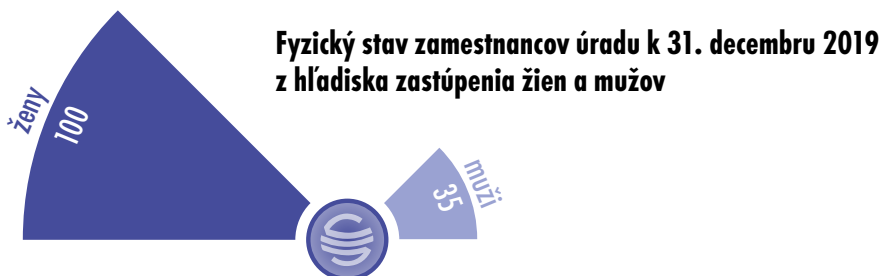 Fyzický stav zamestnancov úradu k 31. decembru 2019
z hľadiska zastúpenia žien a mužov
ženy
100
muži
35